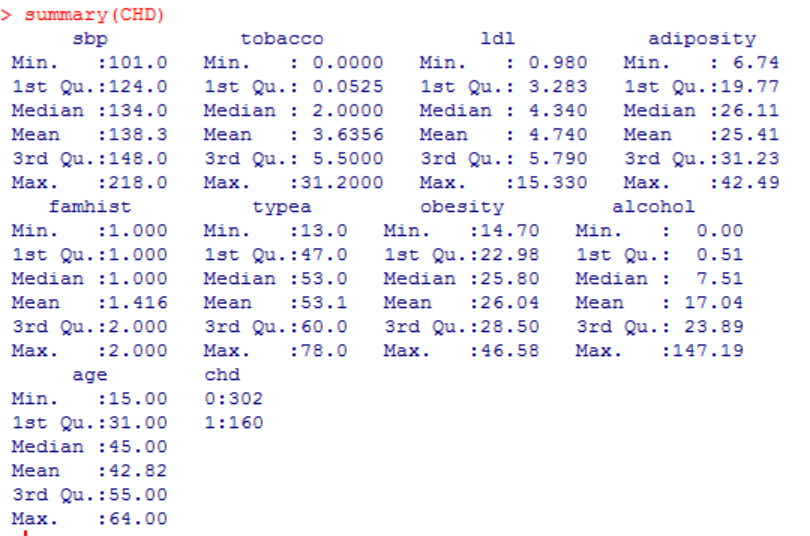 > summary(CHD)
      sbp           tobacco             ldl           adiposity
 Min.   :101.0   Min.   : 0.0000   Min.   : 0.980   Min.   : 6.74
 1st Qu.:124.0   1st Qu.: 0.0525   1st Qu.: 3.283   1st Qu.:19.77
 Median :134.0   Median : 2.0000   Median : 4.340   Median :26.11
 Mean   :138.3   Mean   : 3.6356   Mean   : 4.740   Mean   :25.41
 3rd Qu.:148.0   3rd Qu.: 5.5000   3rd Qu.: 5.790   3rd Qu.:31.23
 Max.   :218.0   Max.   :31.2000   Max.   :15.330   Max.   :42.49
    famhist          typea         obesity         alcohol
 Min.   :1.000   Min.   :13.0   Min.   :14.70   Min.   :  0.00
 1st Qu.:1.000   1st Qu.:47.0   1st Qu.:22.98   1st Qu.:  0.51
 Median :1.000   Median :53.0   Median :25.80   Median :  7.51
 Mean   :1.416   Mean   :53.1   Mean   :26.04   Mean   : 17.04
 3rd Qu.:2.000   3rd Qu.:60.0   3rd Qu.:28.50   3rd Qu.: 23.89
 Max.   :2.000   Max.   :78.0   Max.   :46.58   Max.   :147.19
      age        chd
 Min.   :15.00   0:302
 1st Qu.:31.00   1:160
 Median :45.00
 Mean   :42.82
 3rd Qu.:55.00
 Max.   :64.00